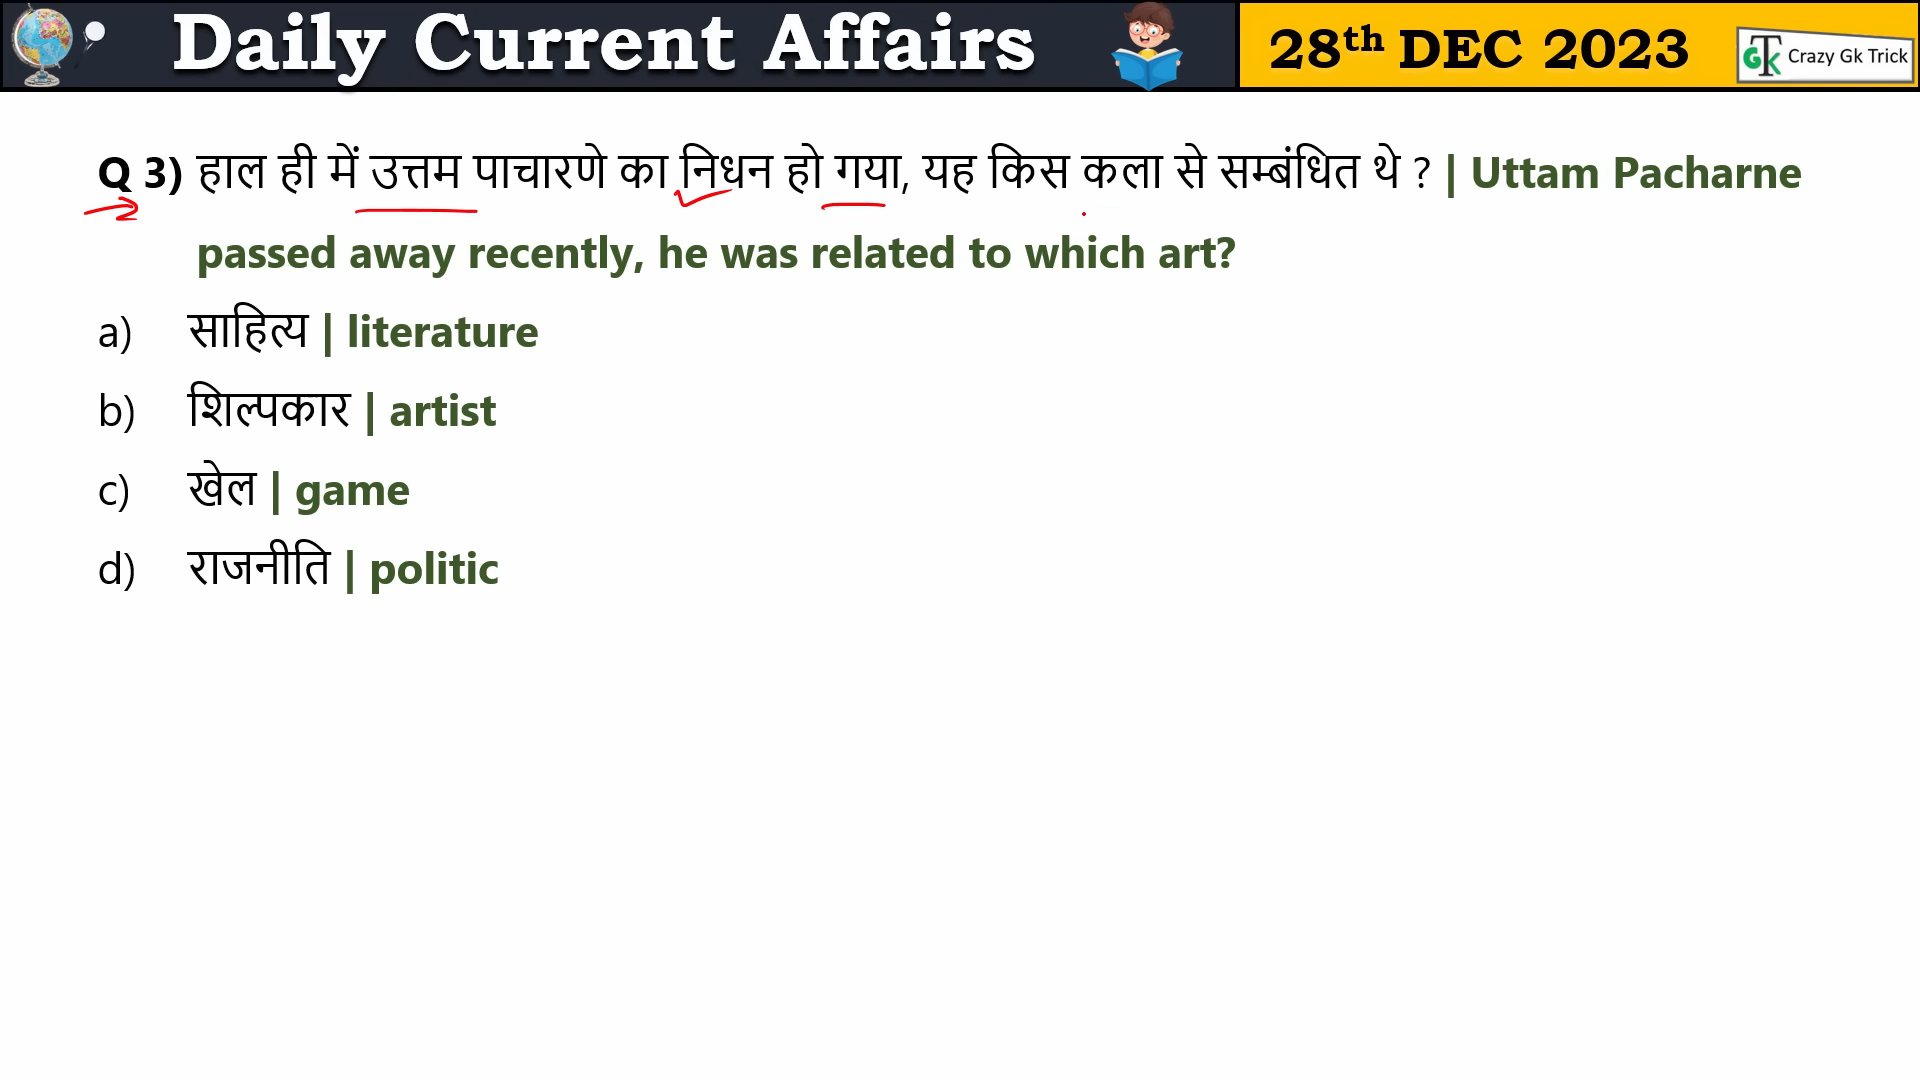 Daily Current Affairs
28th DEC 2023
GTK Crazy Gk Trick
Q 3) हाल ही में उत्तम पाचारणे का निधन हो गया, यह किस कला से सम्बंधित थे ? | Uttam Pacharne
passed away recently, he was related to which art?
a) साहित्य | literature
b) शिल्पकार | artist
c) खेल | game
d) राजनीति | politic